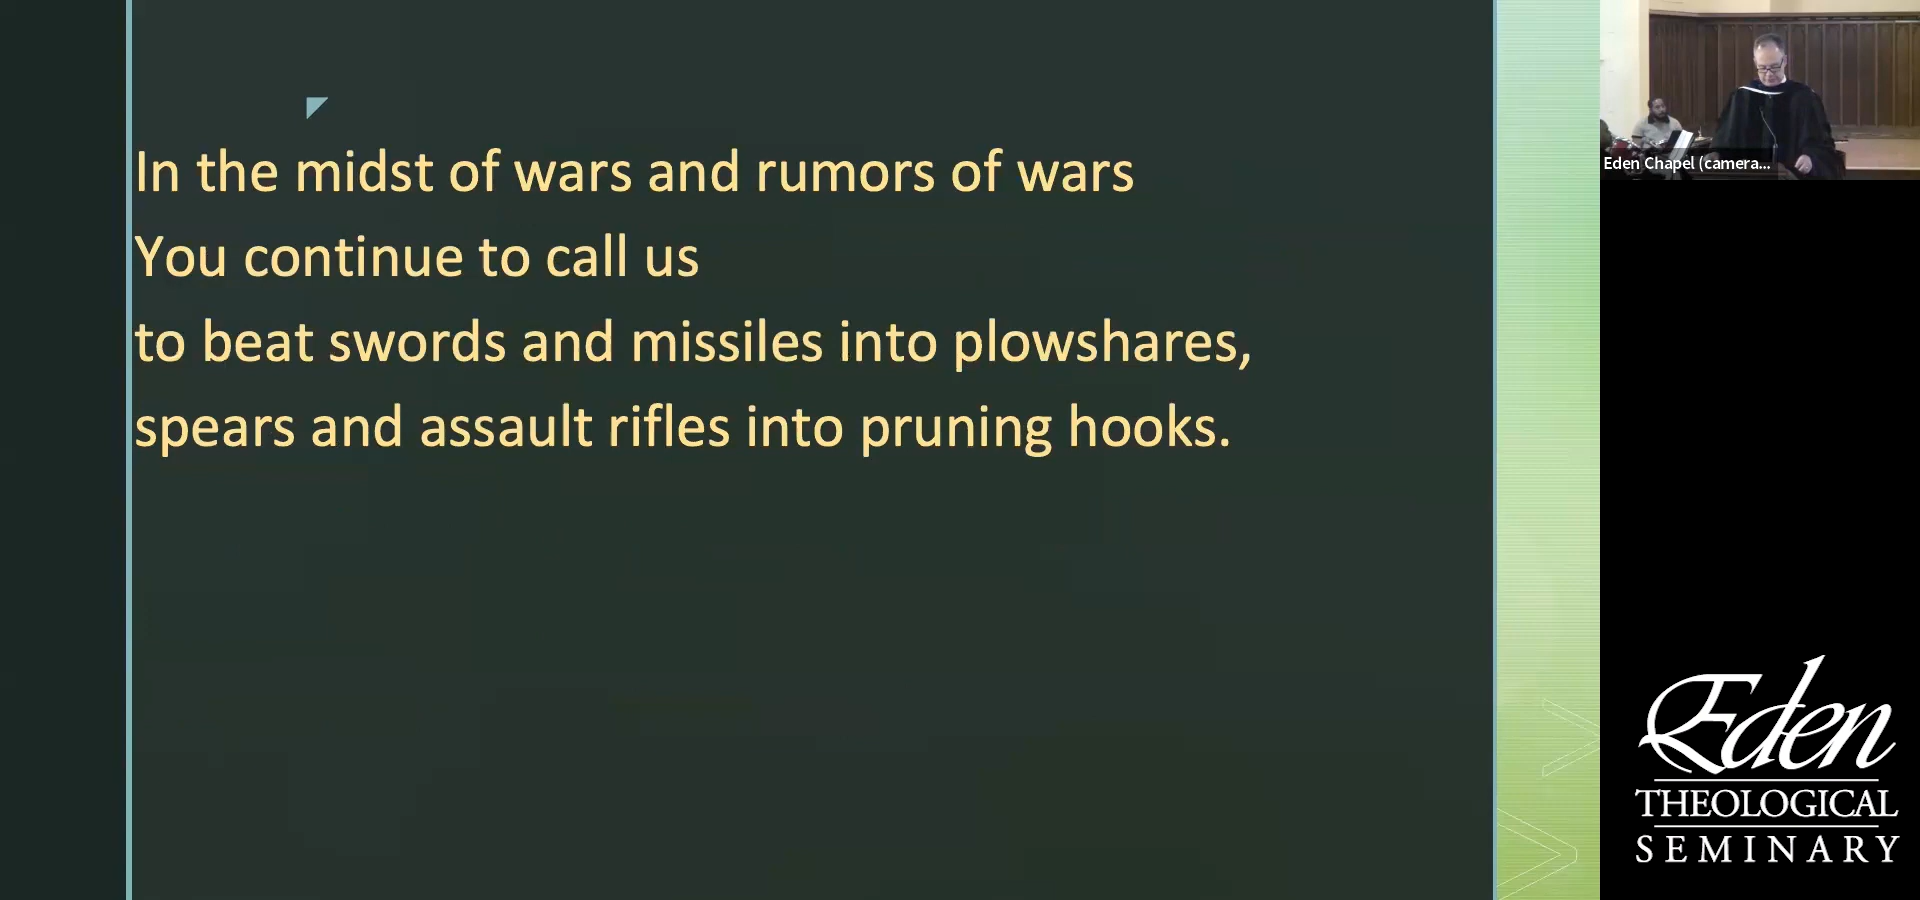 In the midst of wars and rumors of wars
You continue to call us
to beat swords and missiles into plowshares,
spears and assault rifles into pruning hooks.
Eden Chapel (camera...
Eden
THEOLOGICAL
SEMINARY